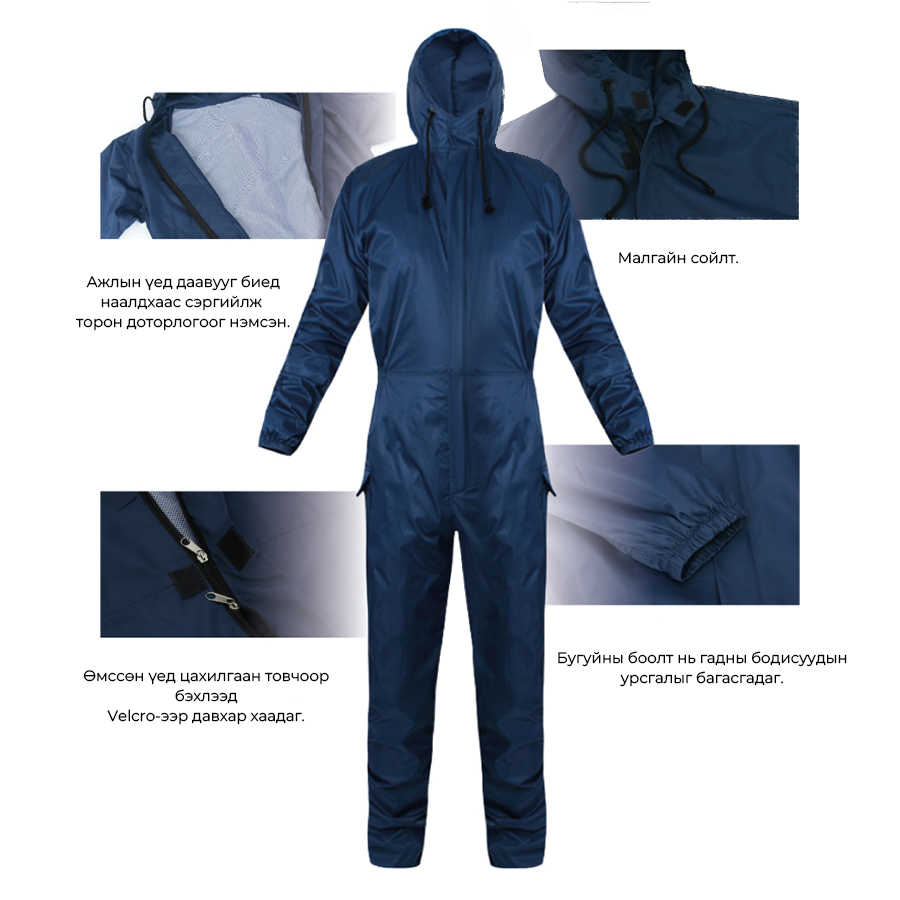 Малгайн сойлт.
Ажлын үед даавууг биед
наалдхаас сэргийлж
торон доторлогоог нэмсэн.
Бугуйны боолт нь гадны бодисуудын
урсгалыг багасгадаг.
Өмссөн үед цахилгаан товчоор
бэхлээд
Velcro-ээр давхар хаадаг.